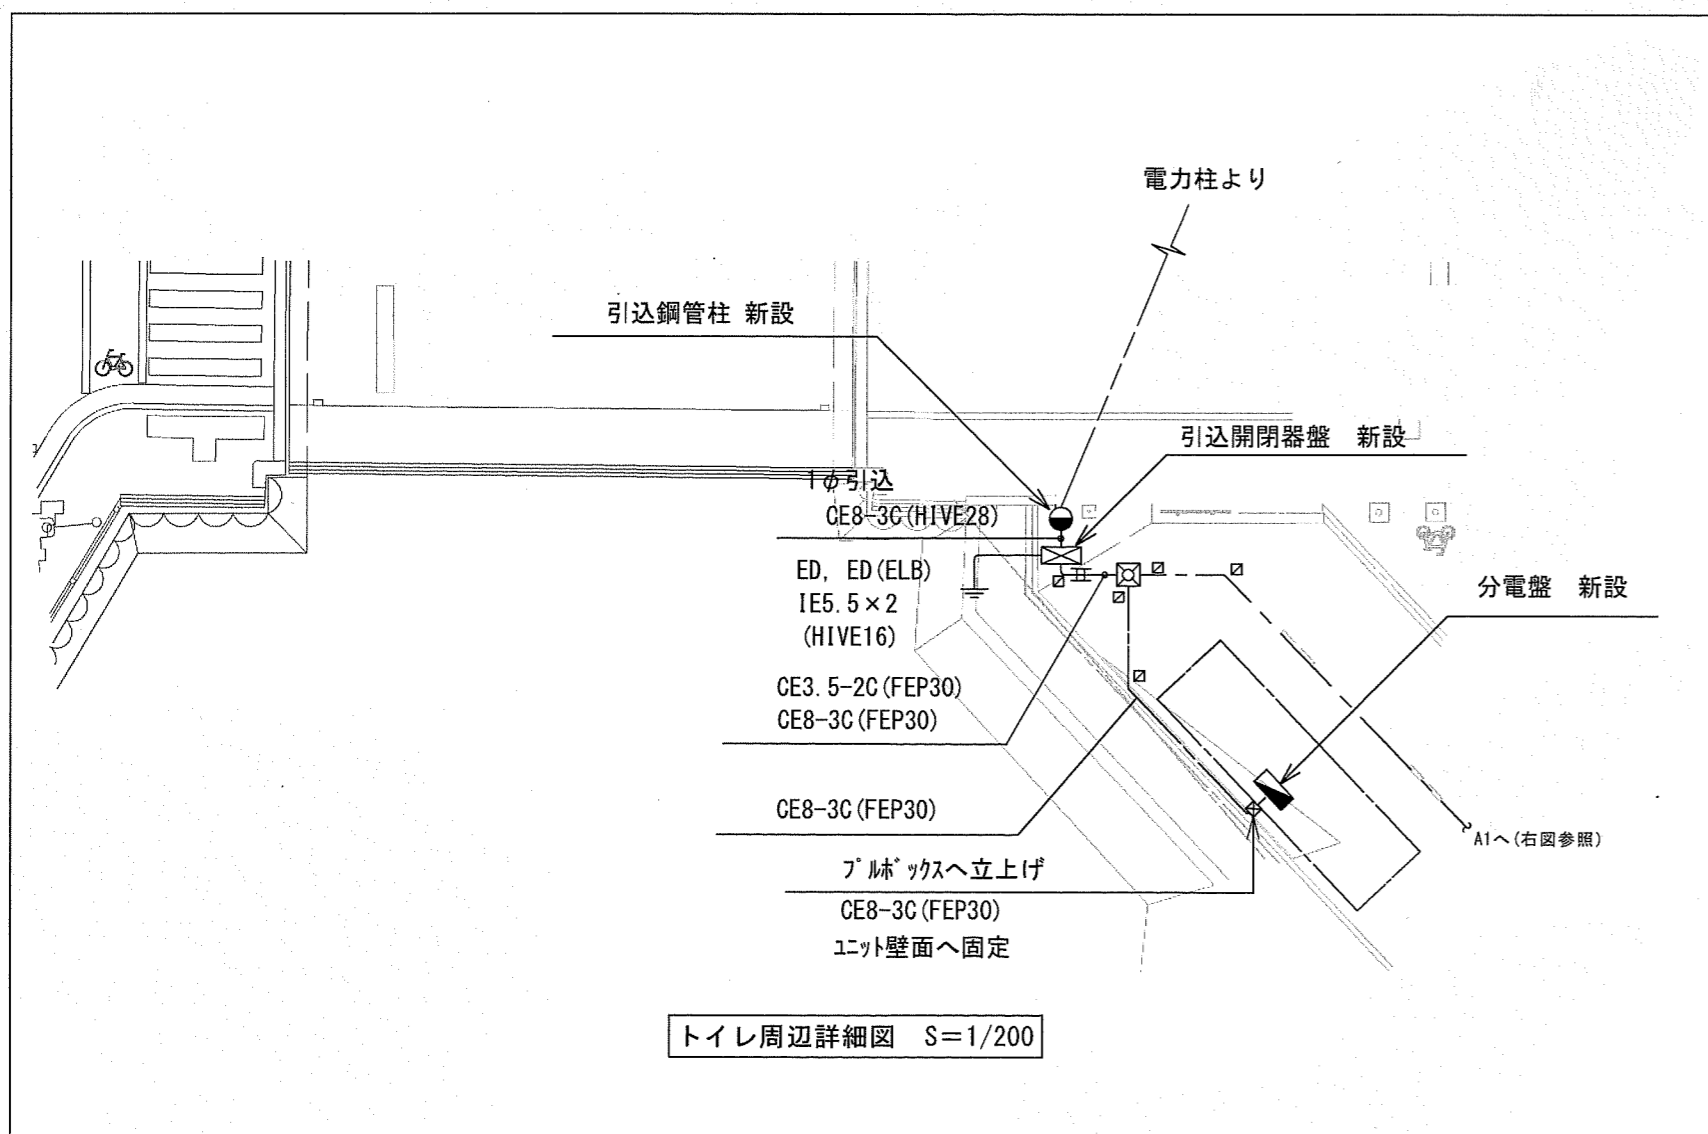 電力柱より
引込鋼管柱 新設
引込開閉器盤 新設
1φ引込
CE8-3C(HIVE28)
ED, ED(ELB)
IE5.5×2
(HIVE16)
分電盤 新設
CE3.5-2C(FEP30)
CE8-3C(FEP30)
CE8-3C(FEP30)
A1へ(右図参照)
プルボックスへ立上げ
CE8-3C(FEP30)
ユニット壁面へ固定
トイレ周辺詳細図 S=1/200